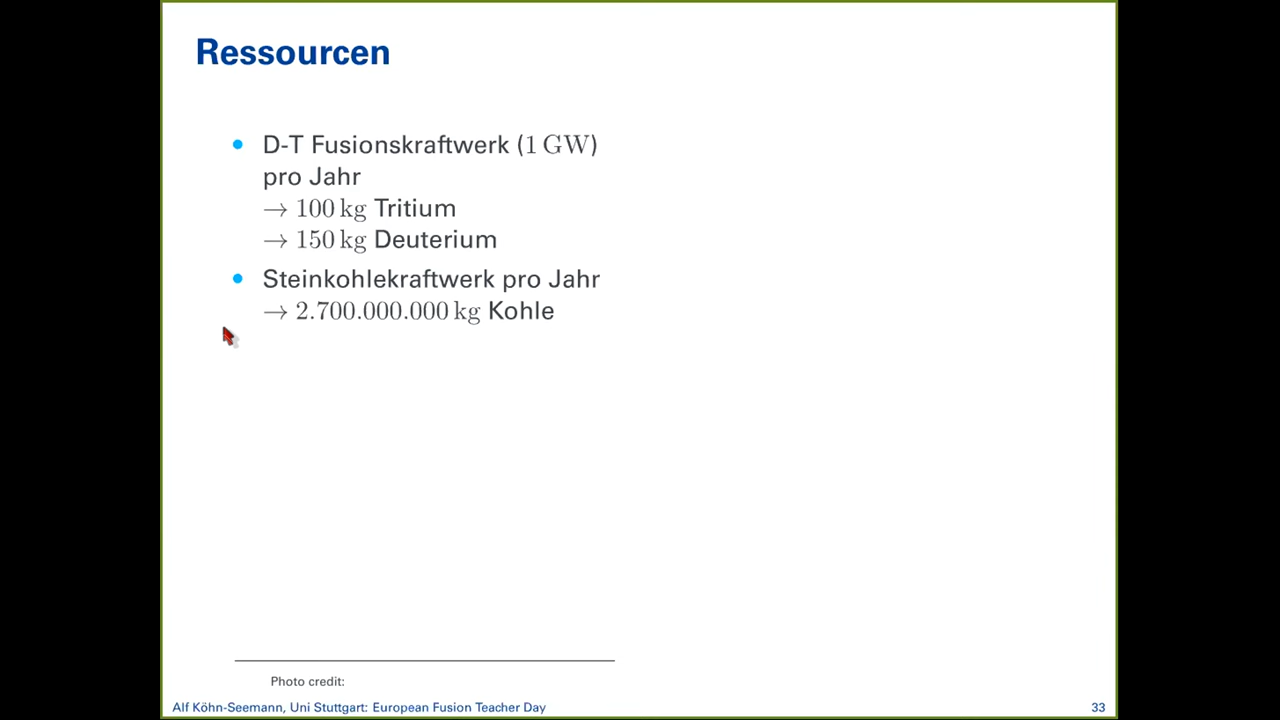 Ressourcen
• D-T Fusionskraftwerk (1 GW)
pro Jahr
→ 100 kg Tritium
→ 150 kg Deuterium
• Steinkohlekraftwerk pro Jahr
→ 2.700.000.000 kg Kohle
Photo credit:
Alf Köhn-Seemann, Uni Stuttgart: European Fusion Teacher Day 33